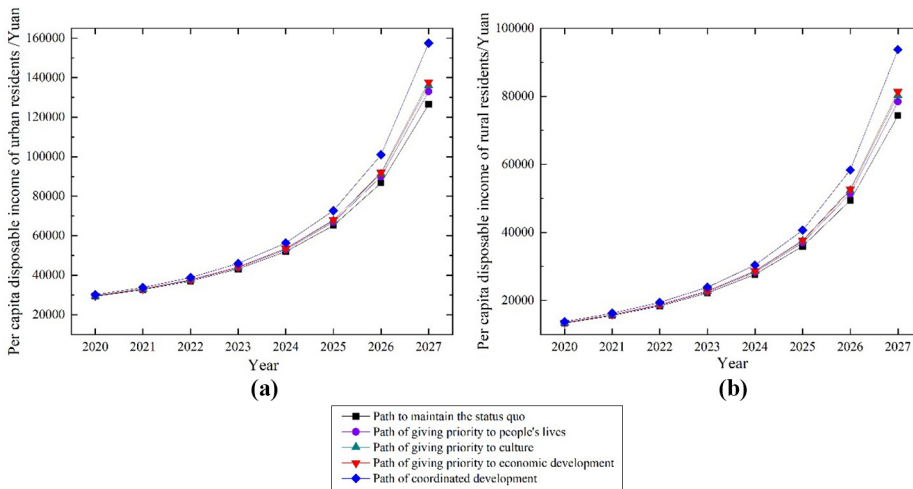 Per capita disposable income of urban residents /Yuan
160000
140000
120000
100000
80000
60000
40000
20000
2020 2021 2022 2023 2024 2025 2026 2027
Year
(a)
Per capita disposable income of rural residents/Yuan
100000
80000
60000
40000
20000
2020 2021 2022 2023 2024 2025 2026 2027
Year
(b)
Path to maintain the status quo
Path of giving priority to people's lives
Path of giving priority to culture
Path of giving priority to economic development
Path of coordinated development